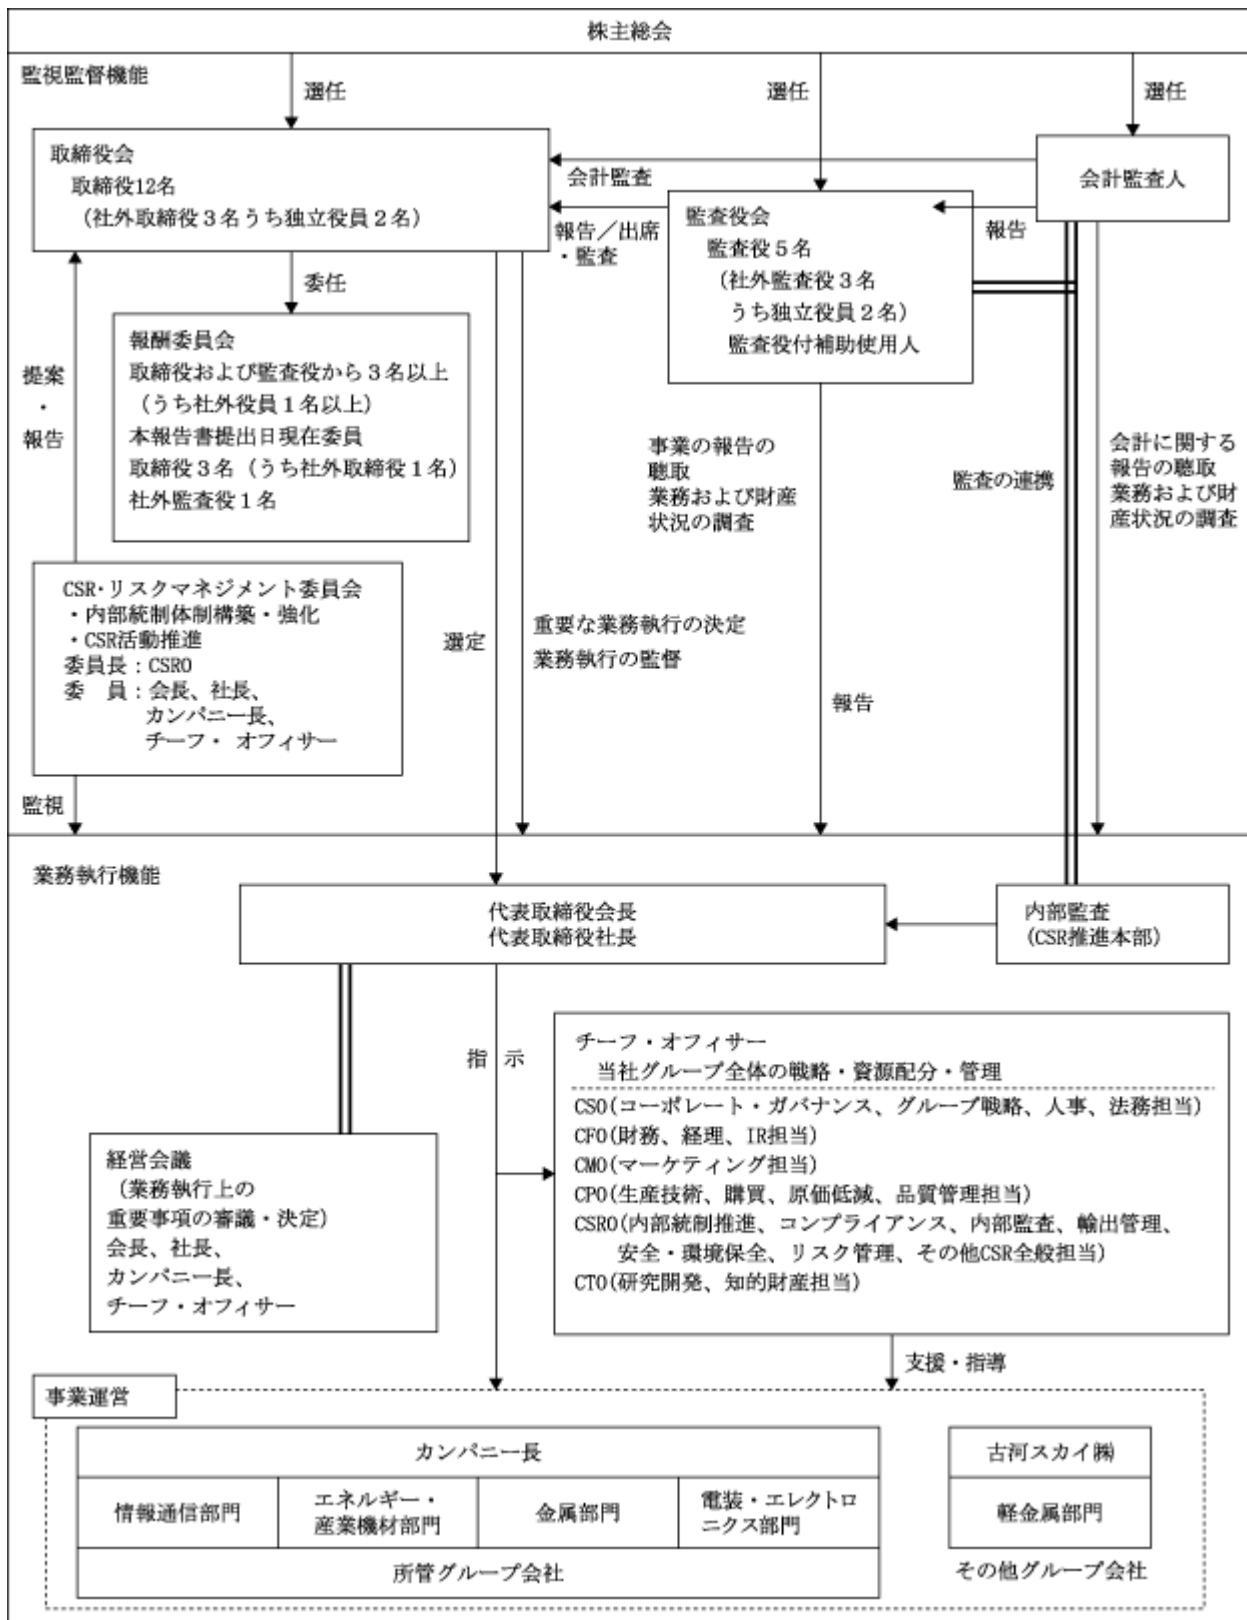 株主総会
監視監督機能
選任
選任
選任
取締役会
取締役12名
(社外取締役3名うち独立役員2名)
会計監査
会計監査人
報告／出席
・監査
監査役会
監査役5名
(社外監査役3名
うち独立役員2名)
監査役付補助使用人
報告
委任
報酬委員会
取締役および監査役から3名以上
(うち社外役員1名以上)
本報告書提出日現在委員
取締役3名(うち社外取締役1名)
社外監査役1名
提案
・
報告
事業の報告の
聴取
業務および財産
状況の調査
監査の連携
会計に関する
報告の聴取
業務および財
産状況の調査
CSR・リスクマネジメント委員会
・内部統制体制構築・強化
・CSR活動推進
委員長：CSRO
委　員：会長、社長、
カンパニー長、
チーフ・ オフィサー
選定
重要な業務執行の決定
業務執行の監督
報告
監視
業務執行機能
代表取締役会長
代表取締役社長
内部監査
(CSR推進本部)
指　示
チーフ・オフィサー
当社グループ全体の戦略・資源配分・管理
CSO(コーポレート・ガバナンス、グループ戦略、人事、法務担当)
CFO(財務、経理、IR担当)
CMO(マーケティング担当)
CPO(生産技術、購買、原価低減、品質管理担当)
CSRO(内部統制推進、コンプライアンス、内部監査、輸出管理、
安全・環境保全、リスク管理、その他CSR全般担当)
CTO(研究開発、知的財産担当)
経営会議
(業務執行上の
重要事項の審議・決定)
会長、社長、
カンパニー長、
チーフ・オフィサー
支援・指導
事業運営
カンパニー長
情報通信部門
エネルギー・
産業機材部門
金属部門
電装・エレクトロ
ニクス部門
所管グループ会社
古河スカイ㈱
軽金属部門
その他グループ会社